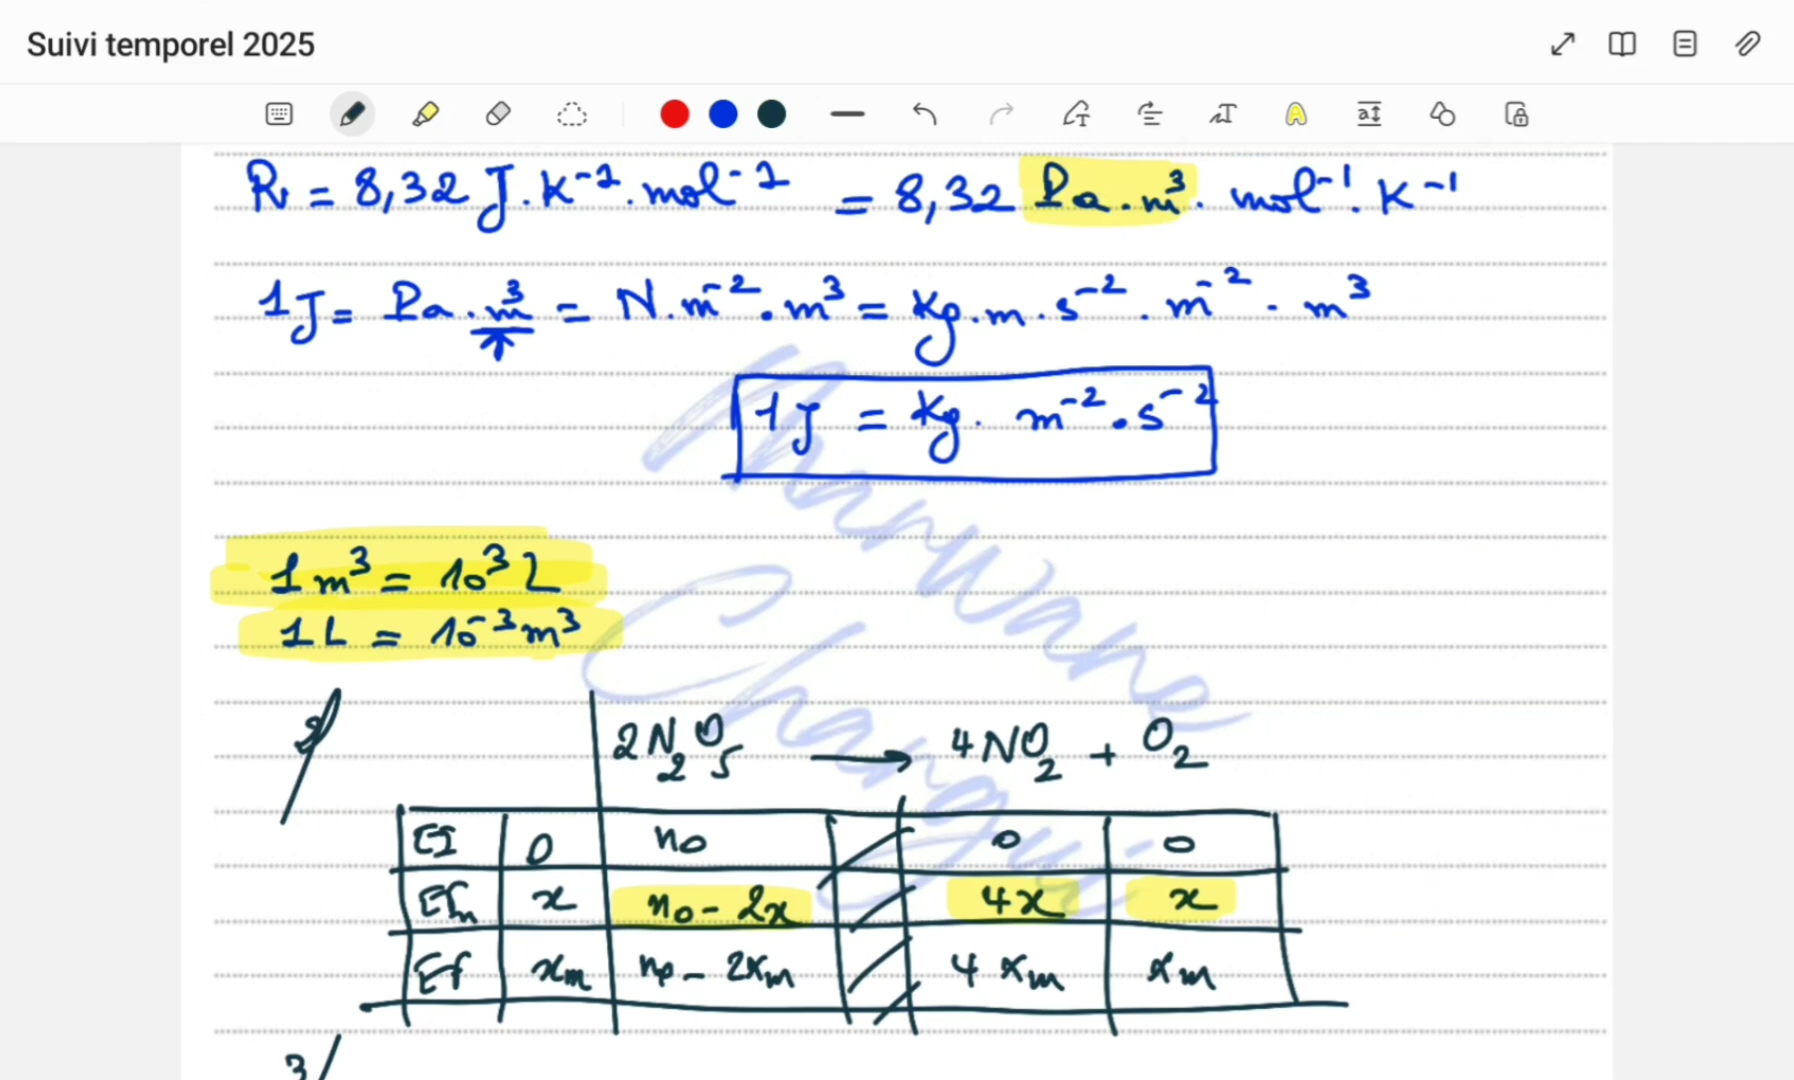 Suivi temporel 2025
R = 8,32 J.K⁻¹.mol⁻¹ = 8,32 Pa.m³.mol⁻¹.K⁻¹
1J = Pa.m³ = N.m⁻².m³ = Kg.m.s⁻².m⁻².m³
1J = Kg.m⁻².s⁻²
1m³ = 10³L
1L = 10⁻³m³
2N₂O₅ → 4NO₂ + O₂
EI 0 n₀ 0 0
x n₀-2x 4x x
Ef xm n₀-2xm 4xm xm
3/
Marwane